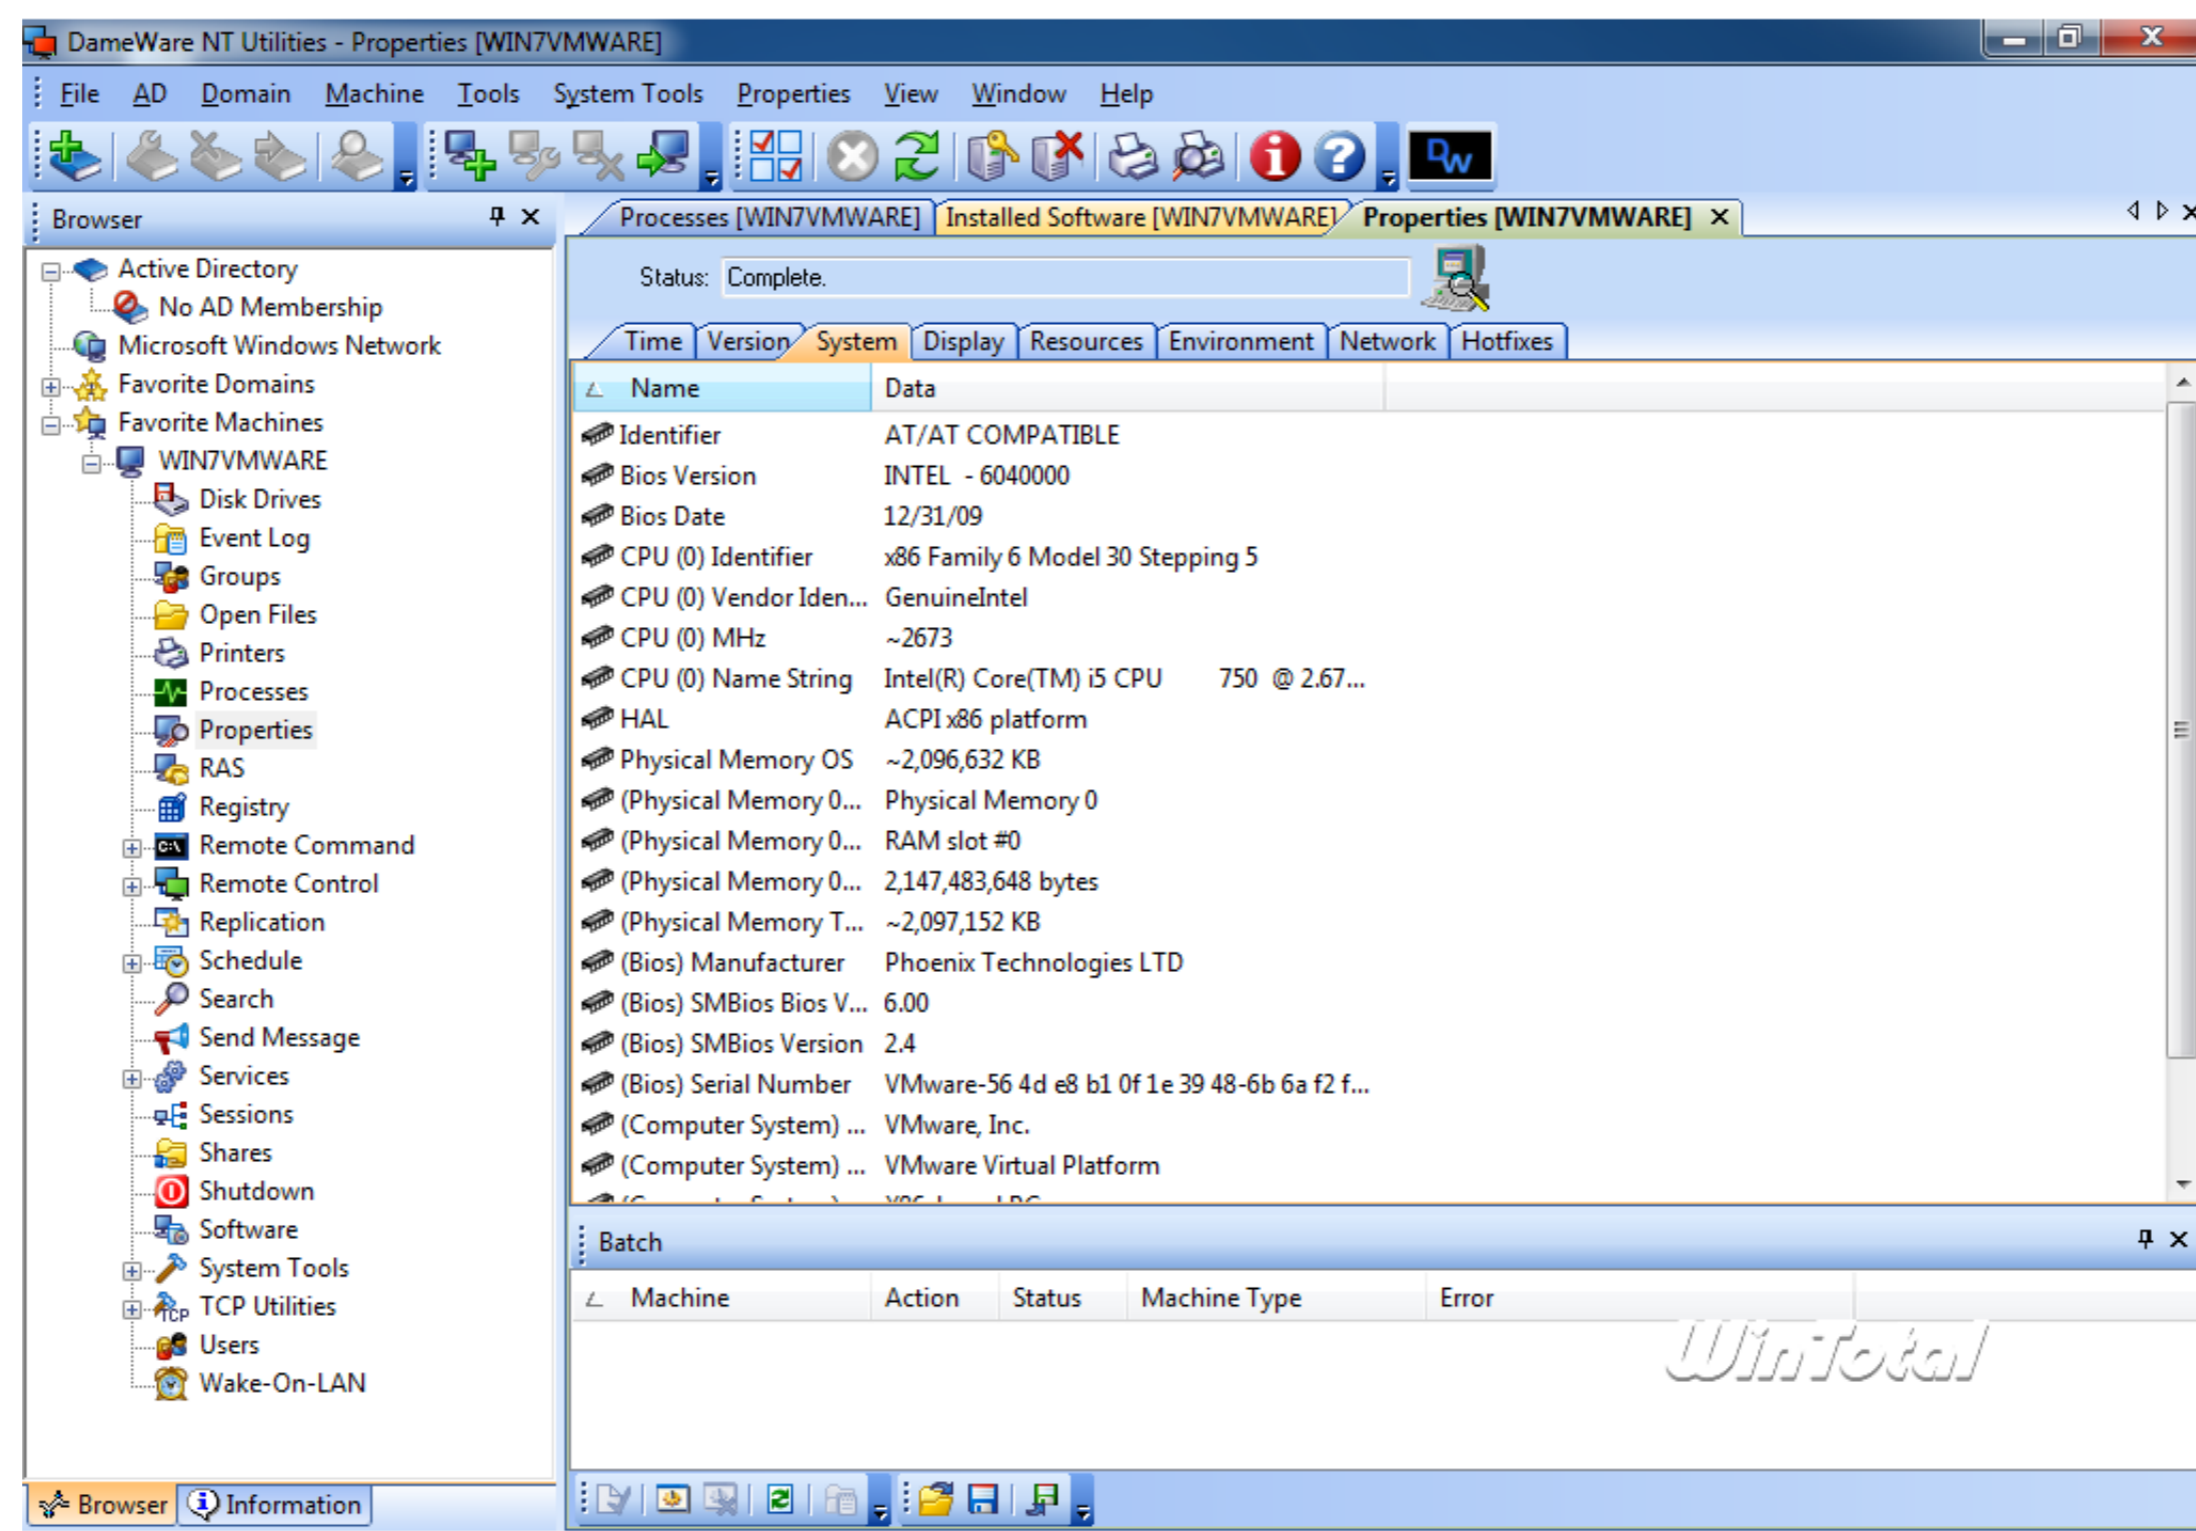 DameWare NT Utilities - Properties [WIN7VMWARE]
File AD Domain Machine Tools System Tools Properties View Window Help
DW
Browser
Active Directory
No AD Membership
Microsoft Windows Network
Favorite Domains
Favorite Machines
WIN7VMWARE
Disk Drives
Event Log
Groups
Open Files
Printers
Processes
Properties
RAS
Registry
Remote Command
Remote Control
Replication
Schedule
Search
Send Message
Services
Sessions
Shares
Shutdown
Software
System Tools
TCP Utilities
Users
Wake-On-LAN
Browser Information
Processes [WIN7VMWARE] Installed Software [WIN7VMWARE] Properties [WIN7VMWARE]
Status: Complete.
Time Version System Display Resources Environment Network Hotfixes
Name Data
Identifier AT/AT COMPATIBLE
Bios Version INTEL - 6040000
Bios Date 12/31/09
CPU (0) Identifier x86 Family 6 Model 30 Stepping 5
CPU (0) Vendor Iden... GenuineIntel
CPU (0) MHz ~2673
CPU (0) Name String Intel(R) Core(TM) i5 CPU 750 @ 2.67...
HAL ACPI x86 platform
Physical Memory OS ~2,096,632 KB
(Physical Memory 0... Physical Memory 0
(Physical Memory 0... RAM slot #0
(Physical Memory 0... 2,147,483,648 bytes
(Physical Memory T... ~2,097,152 KB
(Bios) Manufacturer Phoenix Technologies LTD
(Bios) SMBios Bios V... 6.00
(Bios) SMBios Version 2.4
(Bios) Serial Number VMware-56 4d e8 b1 0f 1e 39 48-6b 6a f2 f...
(Computer System) ... VMware, Inc.
(Computer System) ... VMware Virtual Platform
Batch
Machine Action Status Machine Type Error
WinTotal